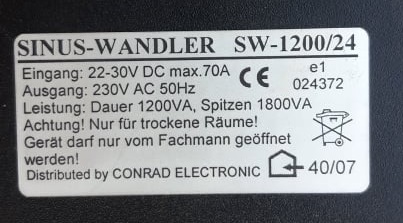 SINUS-WANDLER SW-1200/24
Eingang: 22-30V DC max.70A CE e1
Ausgang: 230V AC 50Hz 024372
Leistung: Dauer 1200VA, Spitzen 1800VA
Achtung! Nur für trockene Räume!
Gerät darf nur vom Fachmann geöffnet
werden!
Distributed by CONRAD ELECTRONIC 40/07